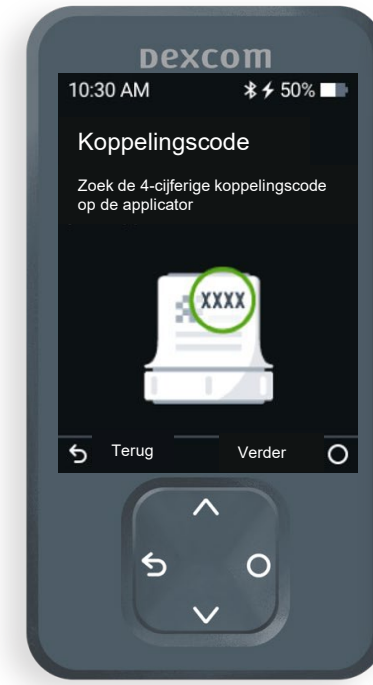 Dexcom
10:30 AM 50%
Koppelingscode
Zoek de 4-cijferige koppelingscode
op de applicator
XXXX
Terug Verder